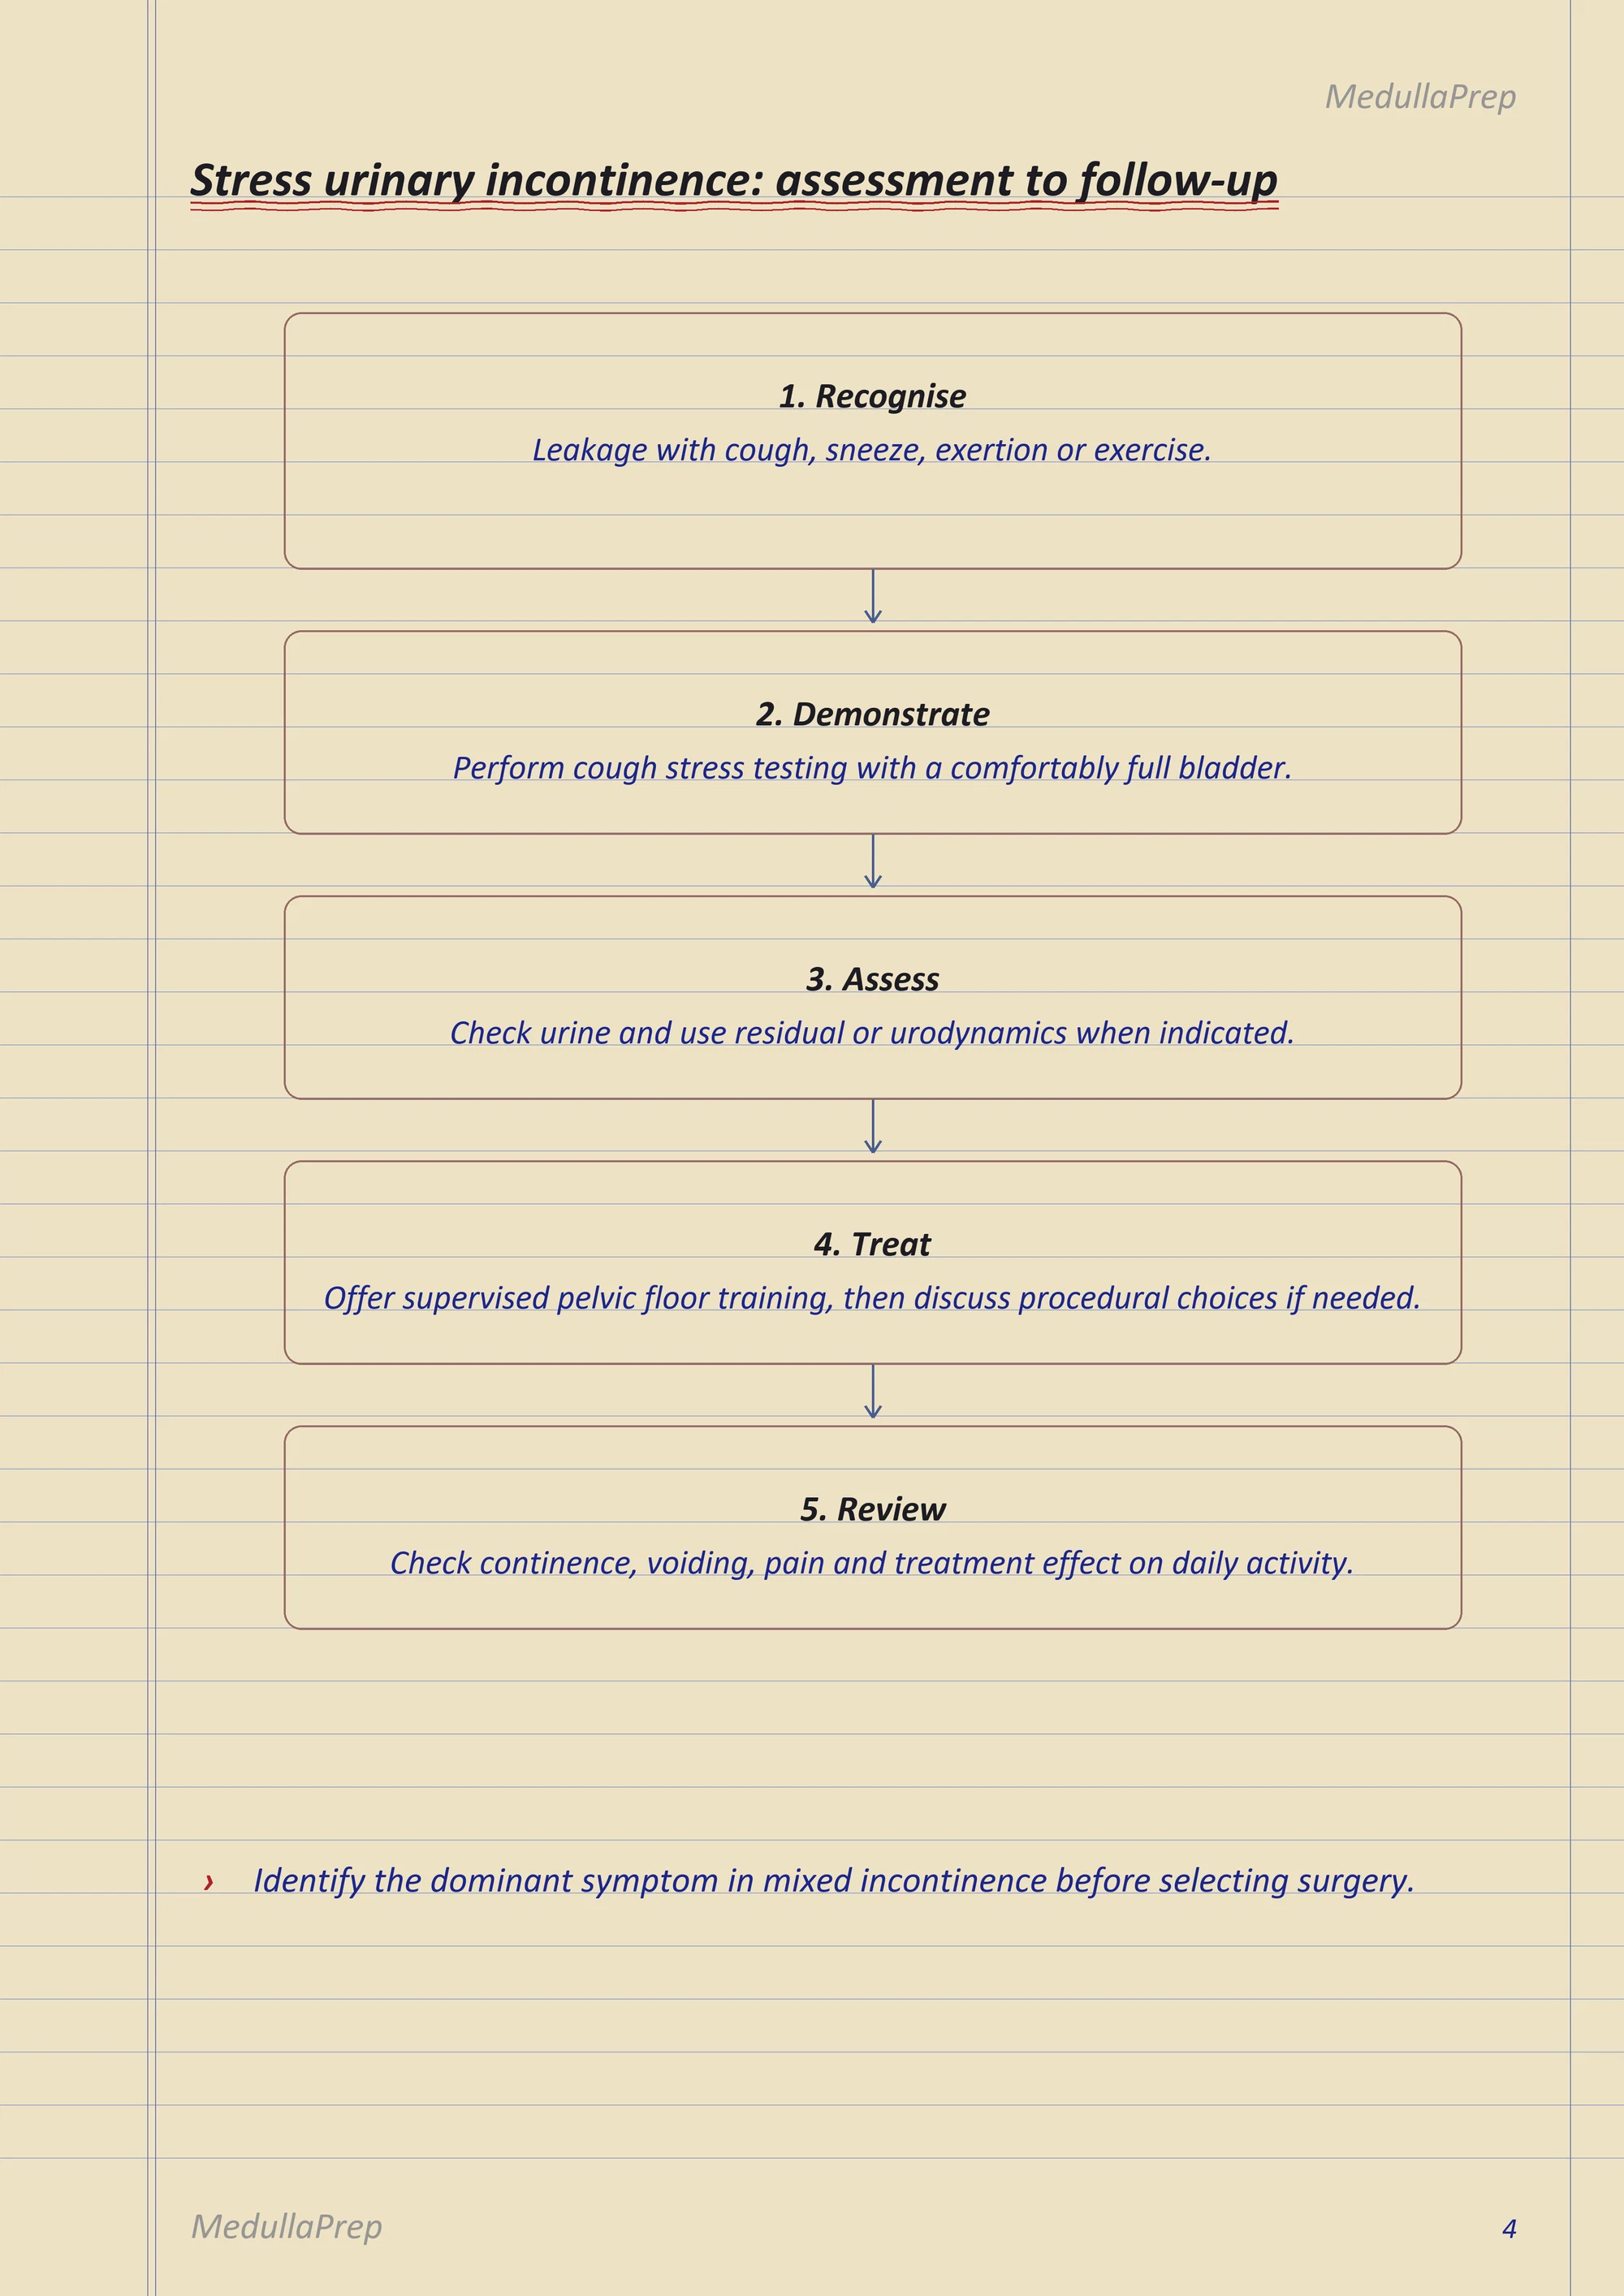 MedullaPrep
Stress urinary incontinence: assessment to follow-up
1. Recognise
Leakage with cough, sneeze, exertion or exercise.
2. Demonstrate
Perform cough stress testing with a comfortably full bladder.
3. Assess
Check urine and use residual or urodynamics when indicated.
4. Treat
Offer supervised pelvic floor training, then discuss procedural choices if needed.
5. Review
Check continence, voiding, pain and treatment effect on daily activity.
› Identify the dominant symptom in mixed incontinence before selecting surgery.
MedullaPrep
4